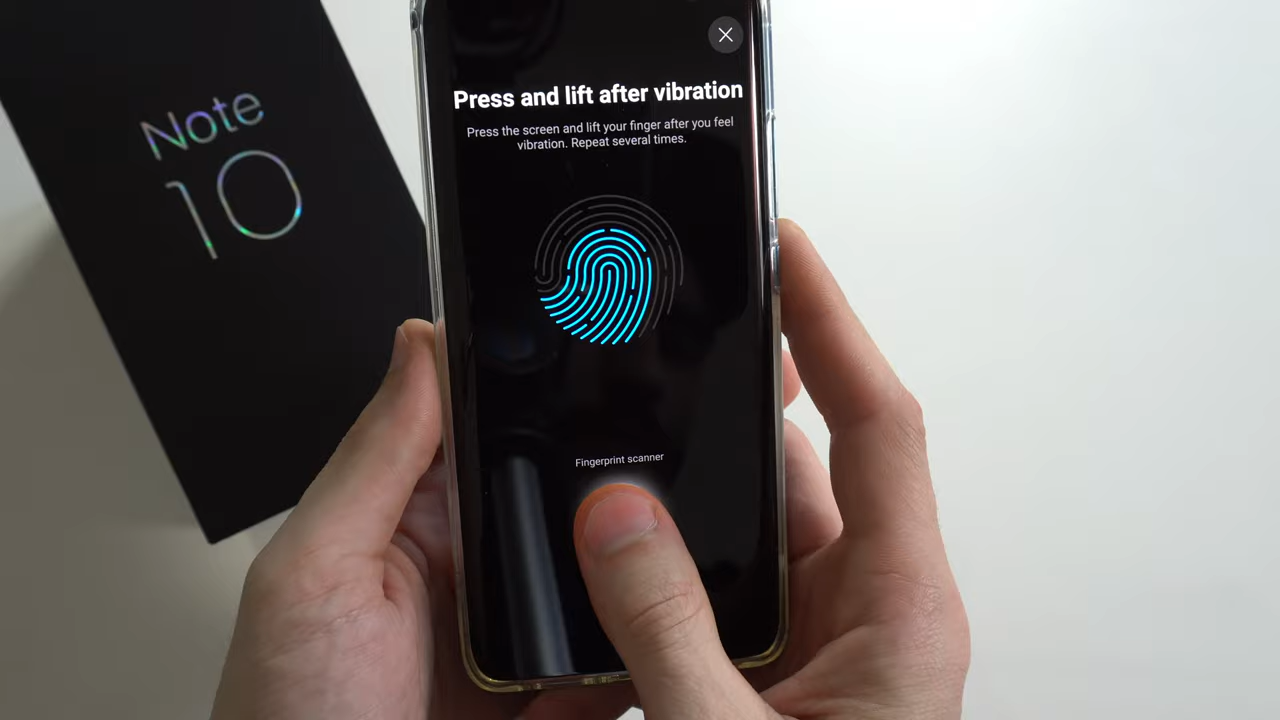 Note
10
Press and lift after vibration
Press the screen and lift your finger after you feel
vibration. Repeat several times.
Fingerprint scanner